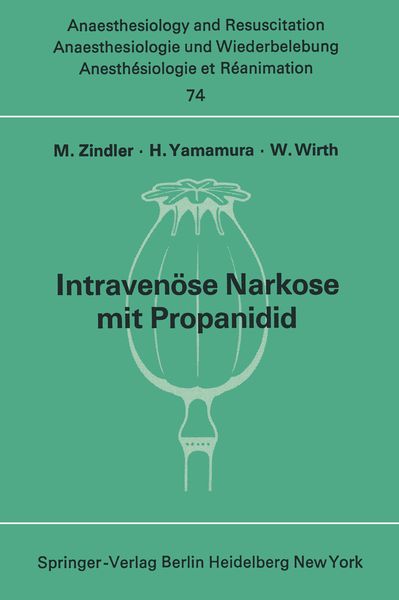 Anaesthesiology and Resuscitation
Anaesthesiologie und Wiederbelebung
Anesthésiologie et Réanimation
74
M. Zindler · H. Yamamura · W. Wirth
Intravenöse Narkose
mit Propanidid
Springer-Verlag Berlin Heidelberg New York